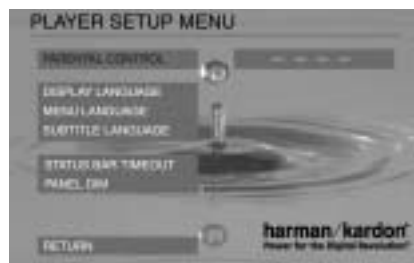 PLAYER SETUP MENU
PARENTAL CONTROL
- - - -
DISPLAY LANGUAGE
MENU LANGUAGE
SUBTITLE LANGUAGE
STATUS BAR TIMEOUT
PANEL DIM
RETURN
harman/kardon
Power for the Digital Revolution